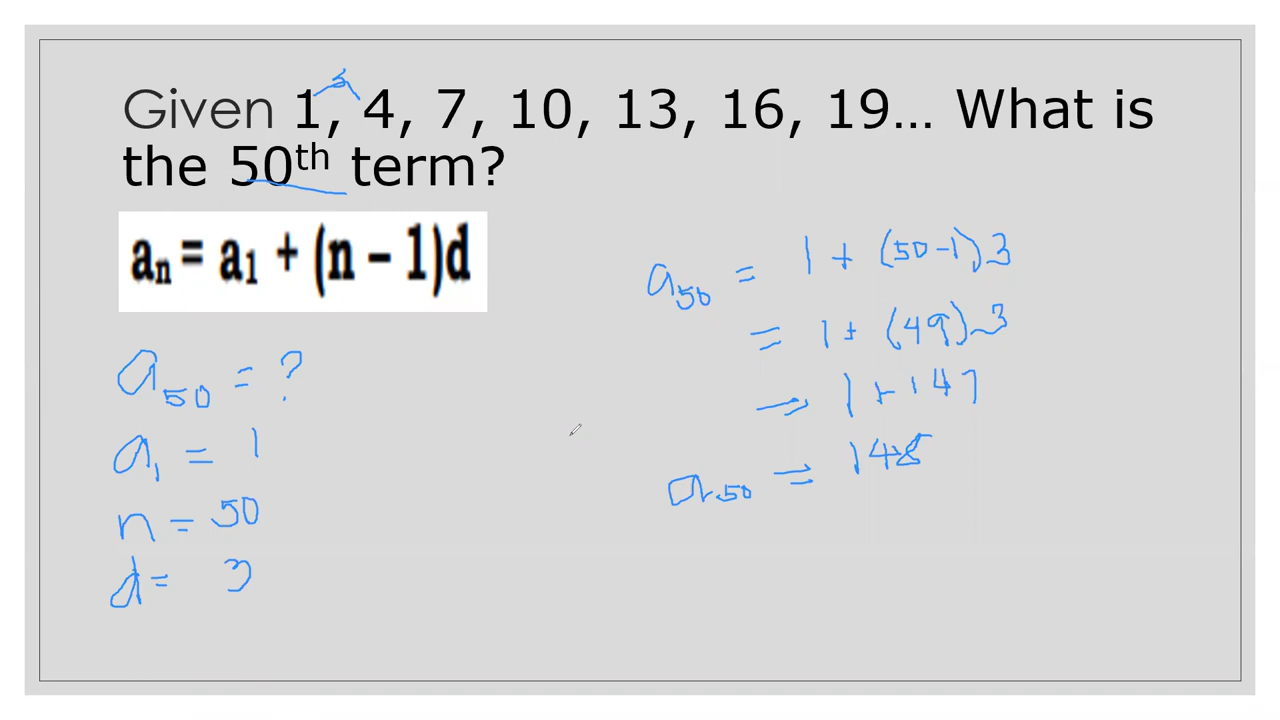 3
Given 1, 4, 7, 10, 13, 16, 19... What is
the 50th term?
an = a1 + (n − 1)d
a50 = ?
a1 = 1
n = 50
d = 3
a50 = 1 + (50-1)3
= 1 + (49)3
= 1 + 147
a50 = 148